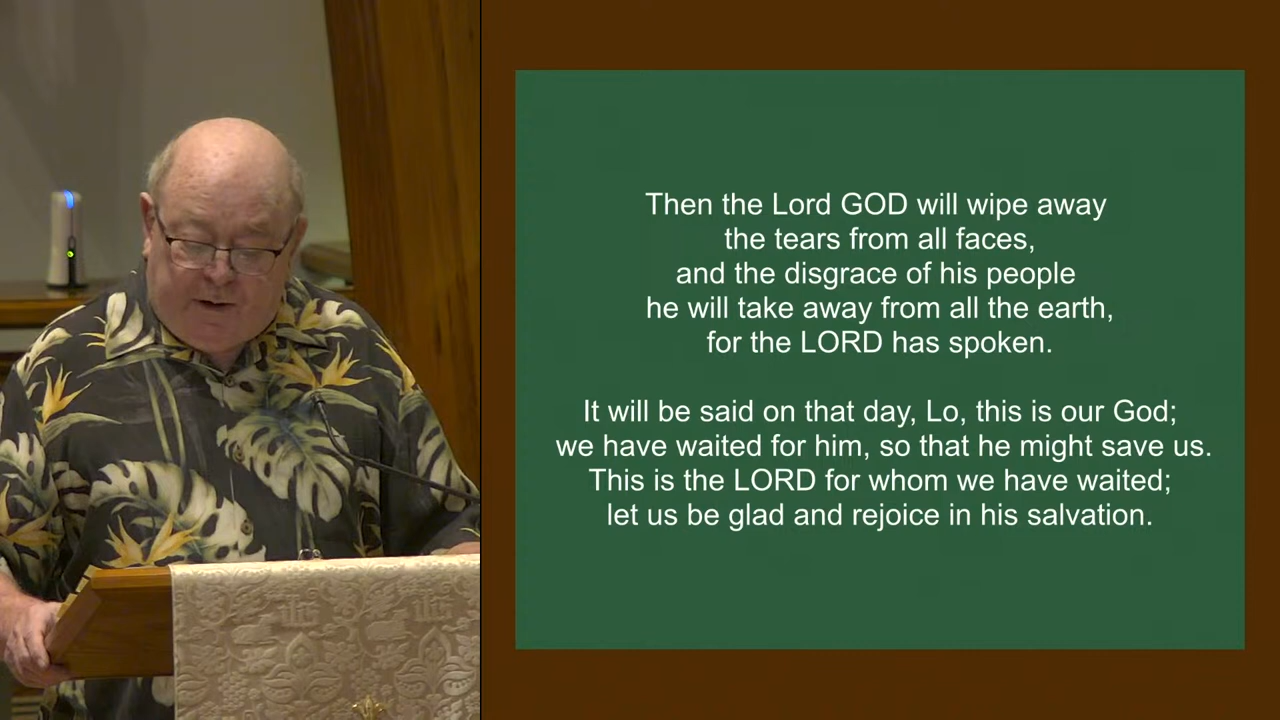 Then the Lord GOD will wipe away
the tears from all faces,
and the disgrace of his people
he will take away from all the earth,
for the LORD has spoken.
It will be said on that day, Lo, this is our God;
we have waited for him, so that he might save us.
This is the LORD for whom we have waited;
let us be glad and rejoice in his salvation.